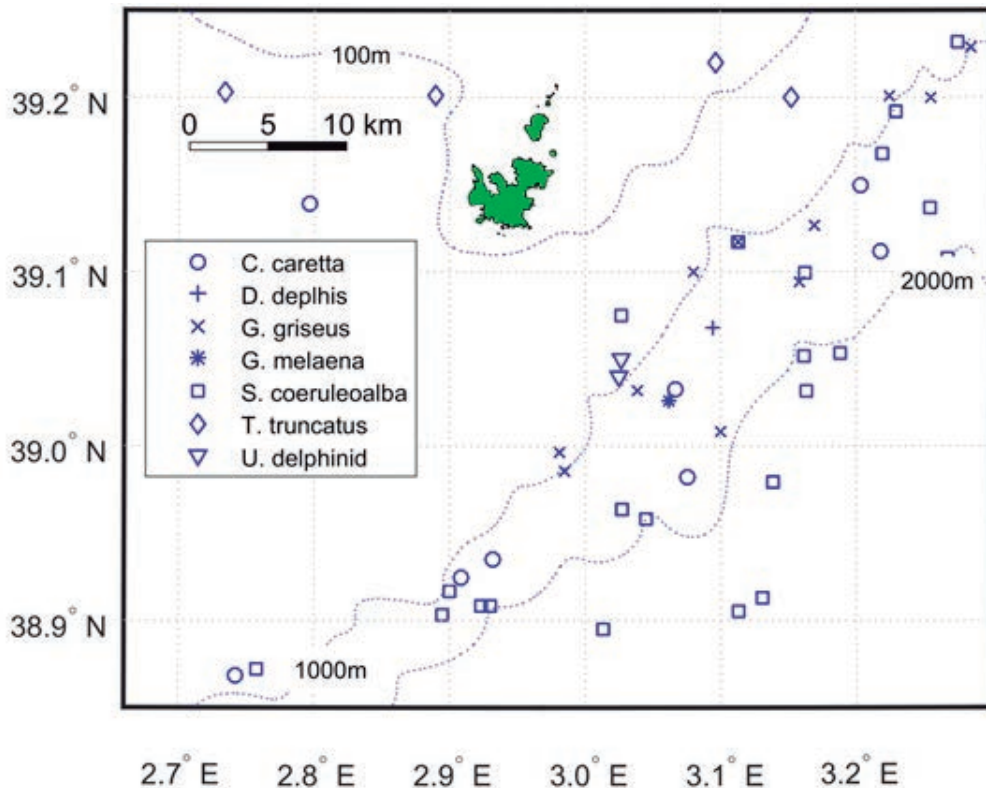 100m
39.2° N
0 5 10 km
39.1° N
C. caretta
D. deplhis
G. griseus
G. melaena
S. coeruleoalba
T. truncatus
U. delphinid
2000m
39.0° N
38.9° N
1000m
2.7° E 2.8° E 2.9° E 3.0° E 3.1° E 3.2° E